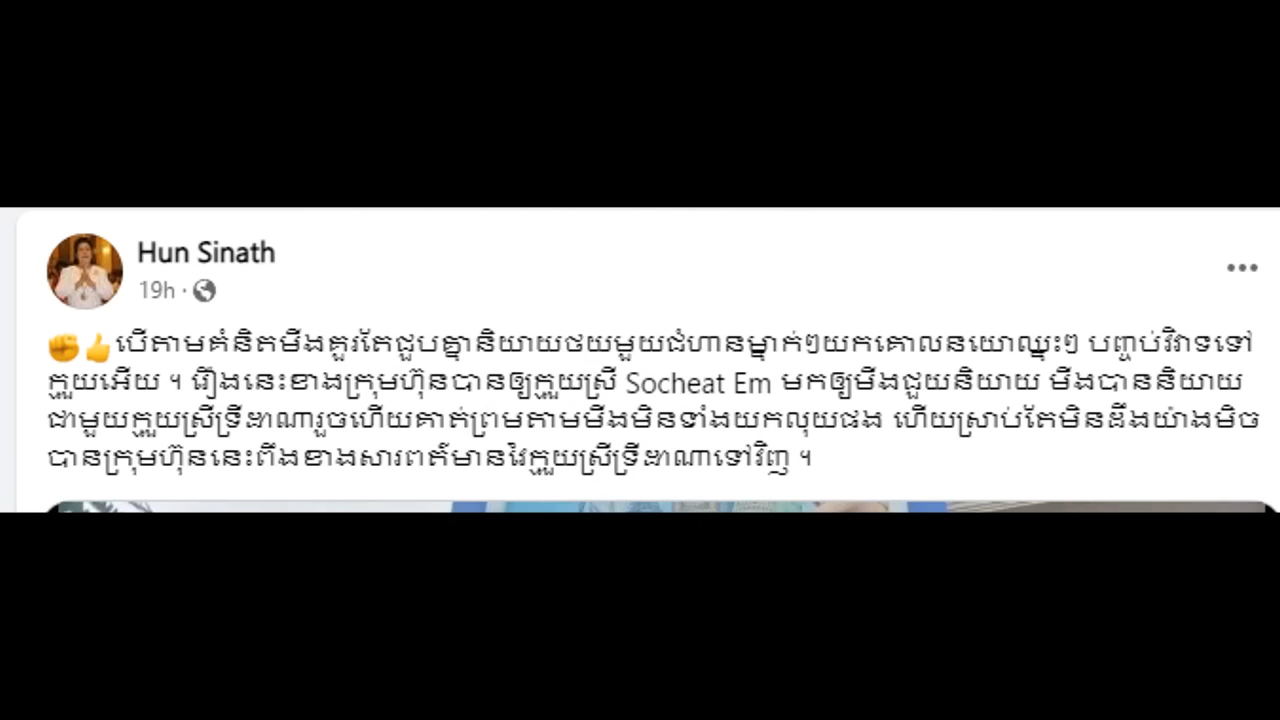 Hun Sinath
19h ·
✊👍បើតាមគំនិតមីងគួរតែជួបគ្នានិយាយថយមួយជំហានម្នាក់ៗយកគោលនយោឈ្នះៗ បញ្ចប់វិវាទទៅ
ក្មួយអើយ ។ រឿងនេះខាងក្រុមហ៊ុនបានឲ្យក្មួយស្រី Socheat Em មកឲ្យមីងជួយនិយាយ មីងបាននិយាយ
ជាមួយក្មួយស្រីទ្រីដាណារួចហើយគាត់ព្រមតាមមីងមិនទាំងយកលុយផង ហើយស្រាប់តែមិនដឹងយ៉ាងមិច
បានក្រុមហ៊ុននេះពឹងខាងសារពត៌មានវៃក្មួយស្រីទ្រីដាណាទៅវិញ ។